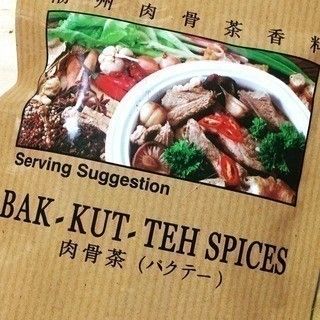 潮州肉骨茶香料
Serving Suggestion
BAK-KUT-TEH SPICES
肉骨茶 (バクテー)